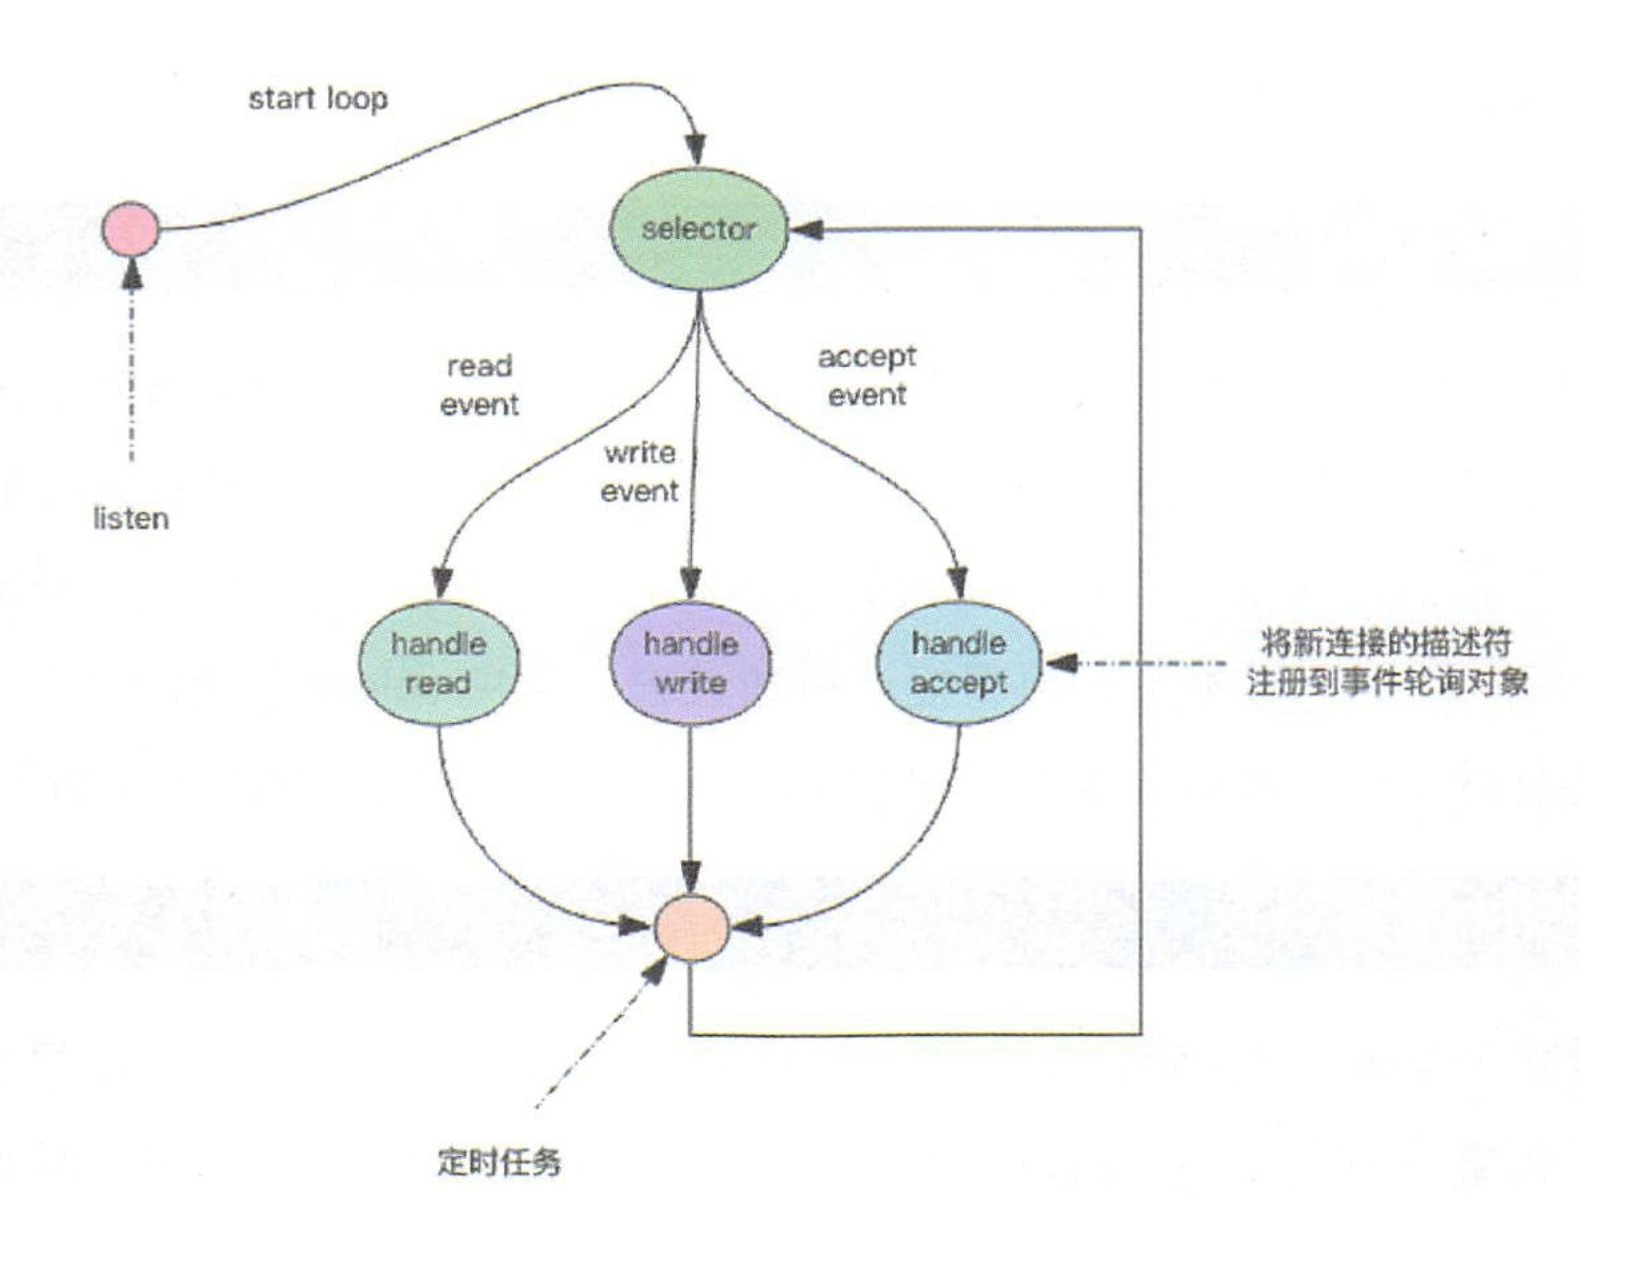 start loop
selector
read
event
accept
event
write
event
listen
handle
read
handle
write
handle
accept
将新连接的描述符
注册到事件轮询对象
定时任务